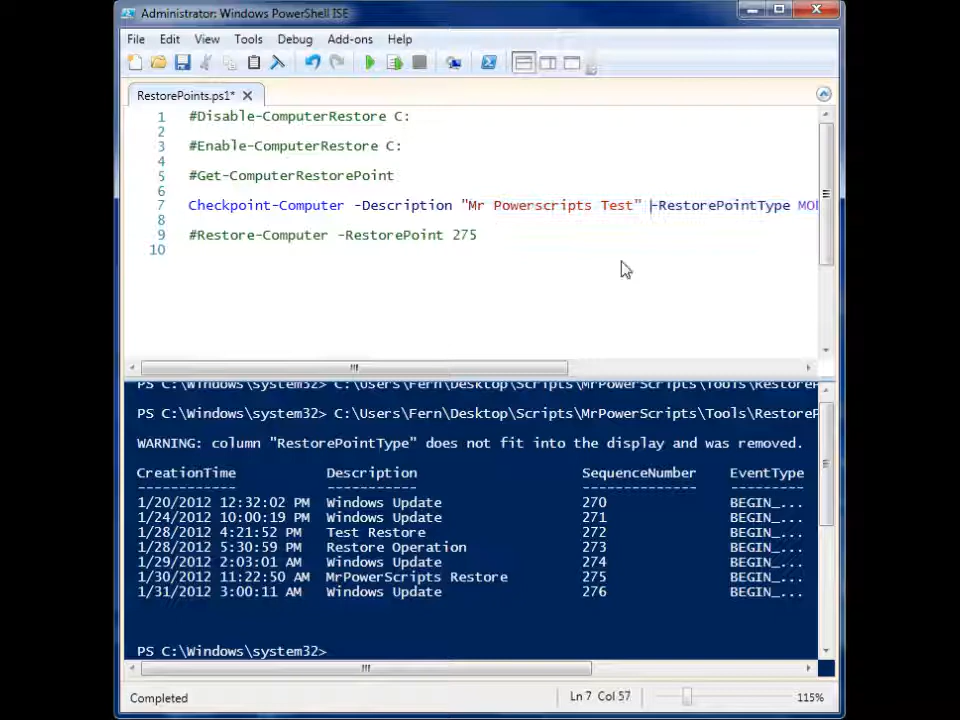 Administrator: Windows PowerShell ISE
File Edit View Tools Debug Add-ons Help
RestorePoints.ps1*
1 #Disable-ComputerRestore C:
2
3 #Enable-ComputerRestore C:
4
5 #Get-ComputerRestorePoint
6
7 Checkpoint-Computer -Description "Mr Powerscripts Test" -RestorePointType MOD
8
9 #Restore-Computer -RestorePoint 275
10
PS C:\Windows\system32> C:\Users\Fern\Desktop\Scripts\MrPowerScripts\Tools\RestoreP
PS C:\Windows\system32> C:\Users\Fern\Desktop\Scripts\MrPowerScripts\Tools\RestoreP
WARNING: column "RestorePointType" does not fit into the display and was removed.
CreationTime Description SequenceNumber EventType
------------ ----------- -------------- ---------
1/20/2012 12:32:02 PM Windows Update 270 BEGIN_...
1/24/2012 10:00:19 PM Windows Update 271 BEGIN_...
1/28/2012 4:21:52 PM Test Restore 272 BEGIN_...
1/28/2012 5:30:59 PM Restore Operation 273 BEGIN_...
1/29/2012 2:03:01 AM Windows Update 274 BEGIN_...
1/30/2012 11:22:50 AM MrPowerScripts Restore 275 BEGIN_...
1/31/2012 3:00:11 AM Windows Update 276 BEGIN_...
PS C:\Windows\system32>
Completed Ln 7 Col 57 115%